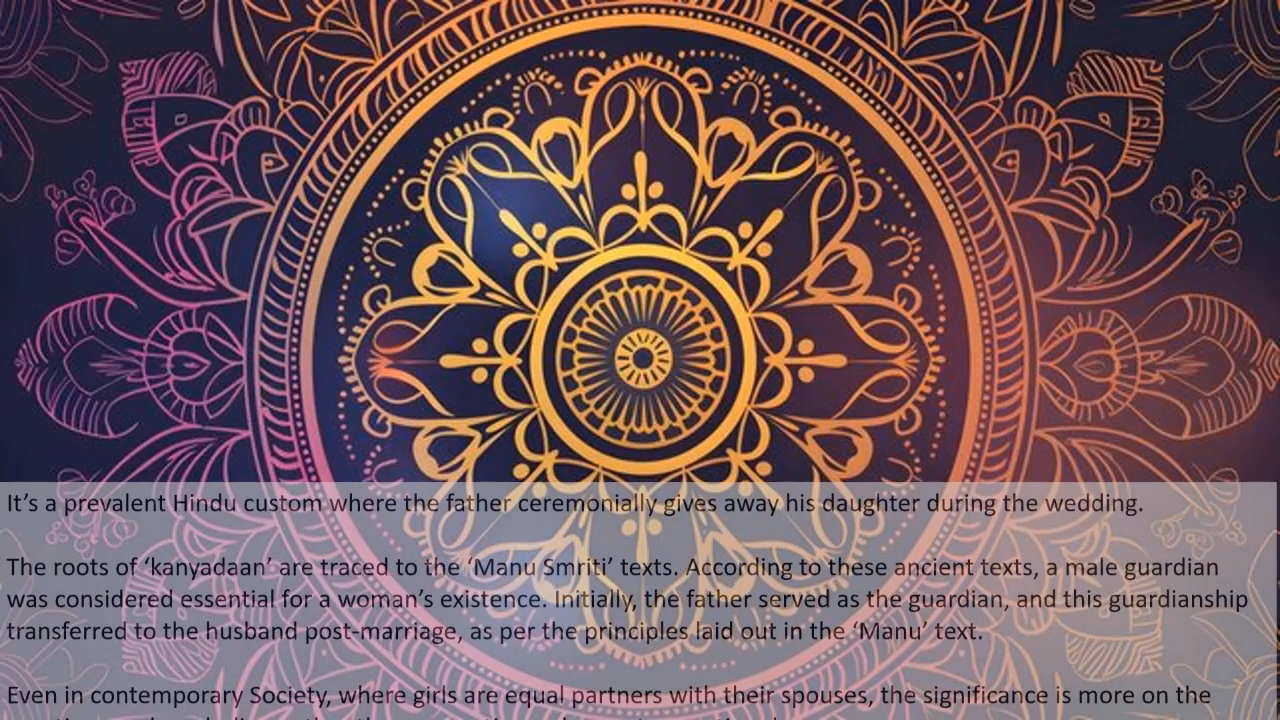 It’s a prevalent Hindu custom where the father ceremonially gives away his daughter during the wedding.
The roots of ‘kanyadaan’ are traced to the ‘Manu Smriti’ texts. According to these ancient texts, a male guardian
was considered essential for a woman’s existence. Initially, the father served as the guardian, and this guardianship
transferred to the husband post-marriage, as per the principles laid out in the ‘Manu’ text.
Even in contemporary Society, where girls are equal partners with their spouses, the significance is more on the